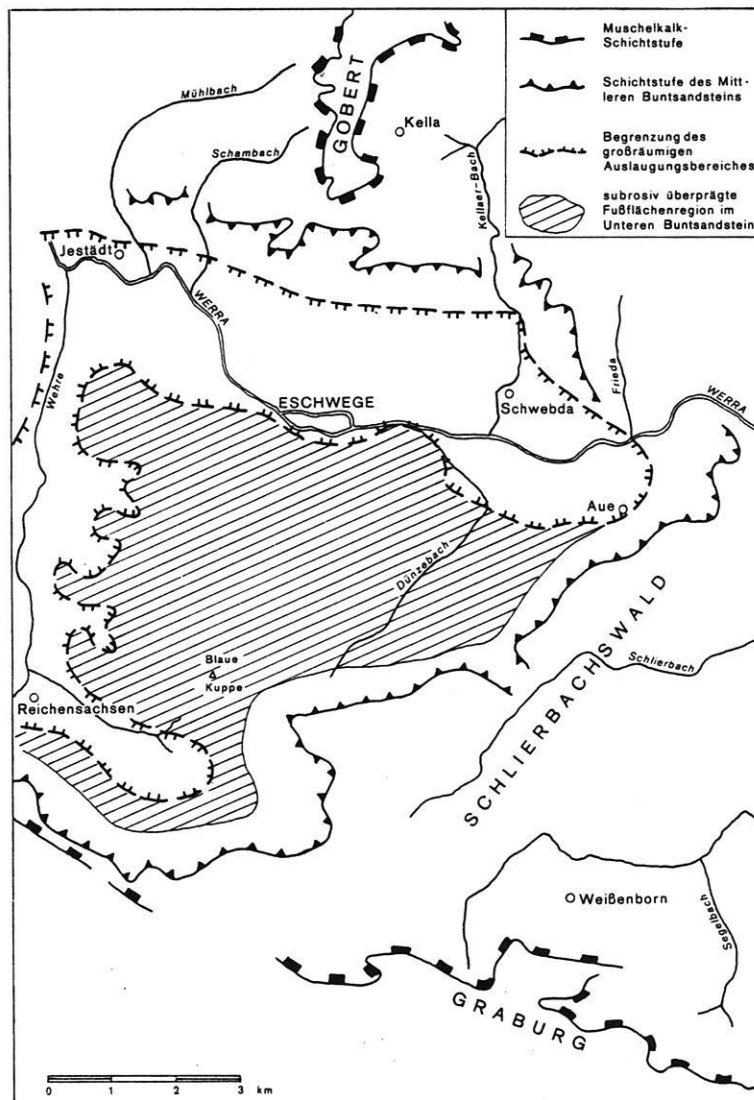 Muschelkalk-
Schichtstufe
Schichtstufe des Mitt-
leren Buntsandsteins
Begrenzung des
großräumigen
Auslaugungsbereiches
subrosiv überprägte
Fußflächenregion im
Unteren Buntsandstein
Mühlbach
GOBERT
Kella
Schambach
Kellaer-Bach
Jestädt
WERRA
Wehre
Frieda
ESCHWEGE
Schwebda
WERRA
Aue
Dünzebach
Blaue
Kuppe
Schlierbach
Reichensachsen
SCHLIERBACHSWALD
Weißenborn
Segelbach
GRABURG
0 1 2 3
km